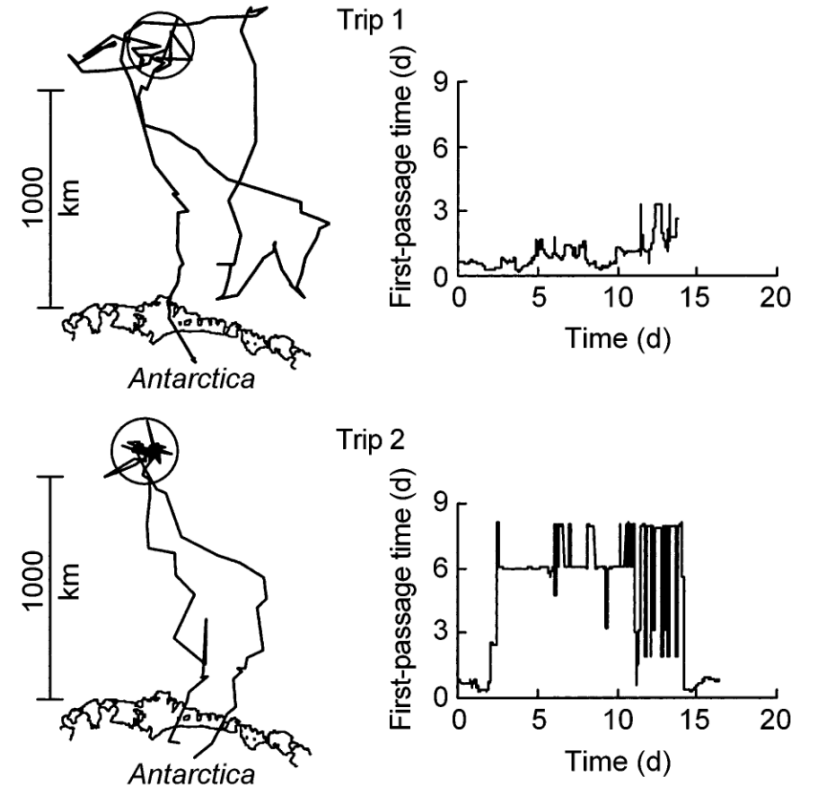 Trip 1
1000
km
Antarctica
First-passage time (d)
9
6
3
0
0 5 10 15 20
Time (d)
Trip 2
1000
km
Antarctica
First-passage time (d)
9
6
3
0
0 5 10 15 20
Time (d)